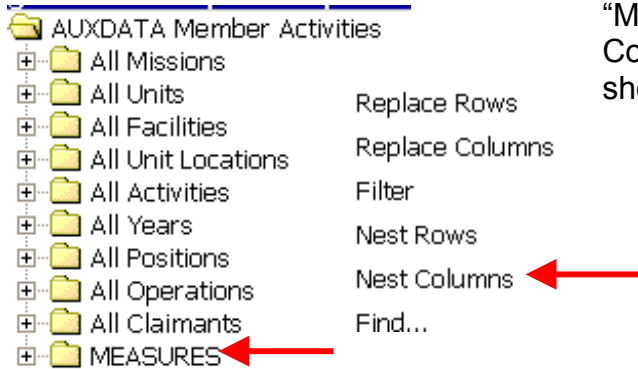 AUXDATA Member Activities
All Missions
All Units
All Facilities
All Unit Locations
All Activities
All Years
All Positions
All Operations
All Claimants
MEASURES
Replace Rows
Replace Columns
Filter
Nest Rows
Nest Columns
Find...